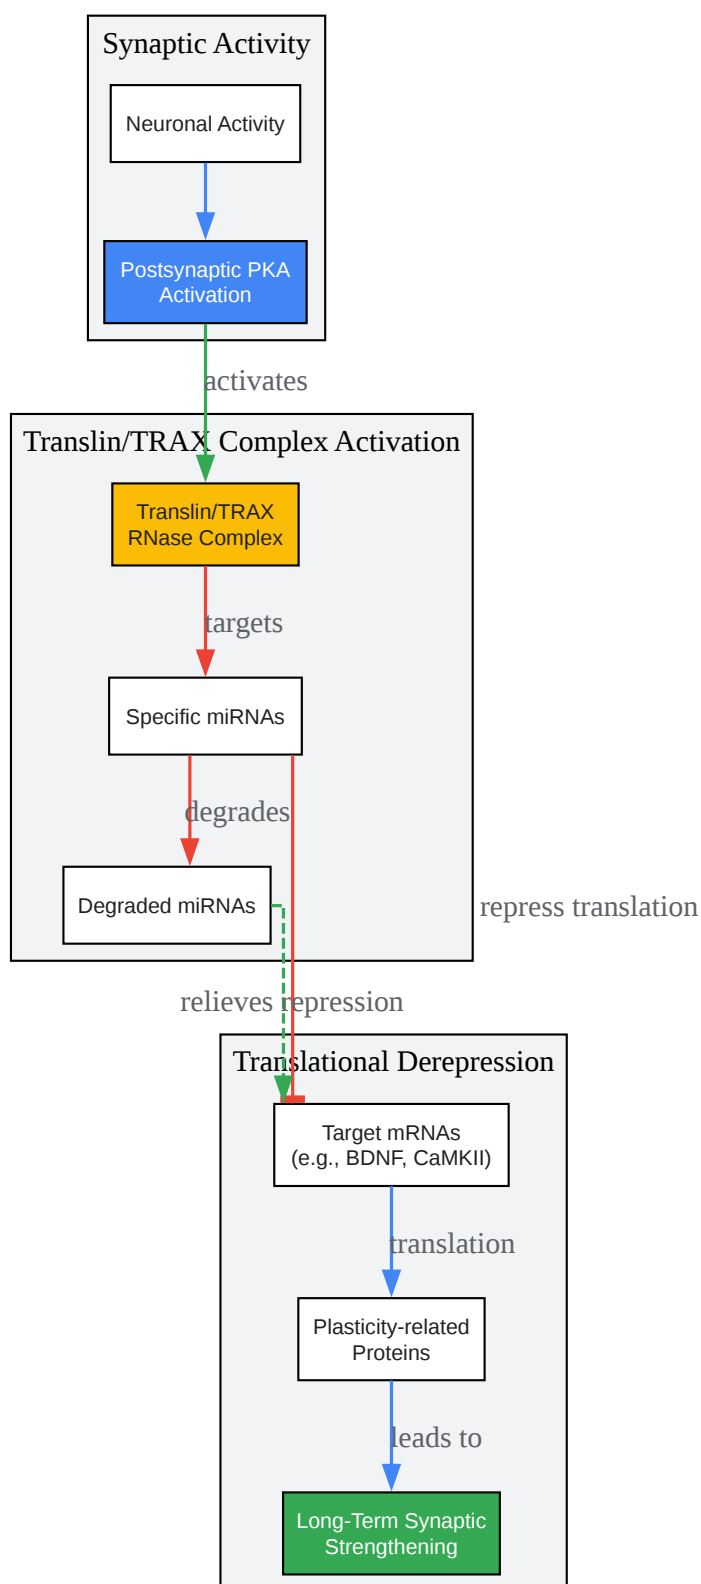 Synaptic Activity
Neuronal Activity
Postsynaptic PKA
Activation
activates
Translin/TRAX Complex Activation
Translin/TRAX
RNase Complex
targets
Specific miRNAs
degrades
Degraded miRNAs
repress translation
relieves repression
Translational Derepression
Target mRNAs
(e.g., BDNF, CaMKII)
translation
Plasticity-related
Proteins
leads to
Long-Term Synaptic
Strengthening